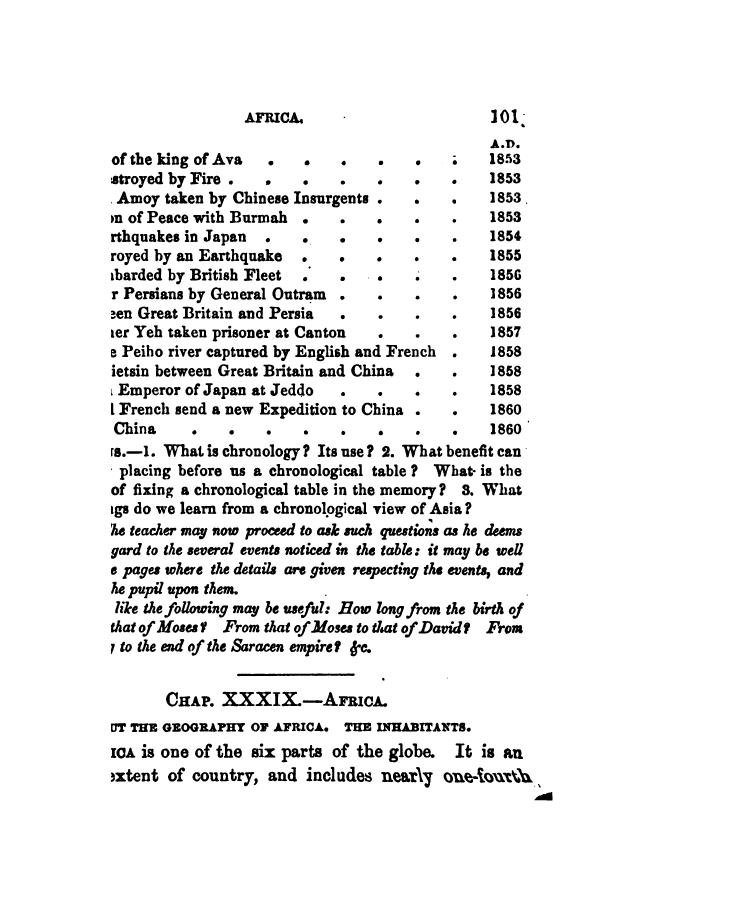 AFRICA. 101
A.D.
of the king of Ava . . . . . . 1853
stroyed by Fire . . . . . . . 1853
Amoy taken by Chinese Insurgents . . . 1853
n of Peace with Burmah . . . . . 1853
rthquakes in Japan . . . . . . 1854
royed by an Earthquake . . . . . 1855
barded by British Fleet . . . . . 1856
r Persians by General Outram . . . . 1856
een Great Britain and Persia . . . . 1856
er Yeh taken prisoner at Canton . . . 1857
e Peiho river captured by English and French . 1858
ietsin between Great Britain and China . . 1858
Emperor of Japan at Jeddo . . . . 1858
l French send a new Expedition to China . . 1860
China . . . . . . . . 1860
s.—1. What is chronology? Its use? 2. What benefit can
placing before us a chronological table? What is the
of fixing a chronological table in the memory? 3. What
gs do we learn from a chronological view of Asia?
he teacher may now proceed to ask such questions as he deems
gard to the several events noticed in the table: it may be well
e pages where the details are given respecting the events, and
he pupil upon them.
like the following may be useful: How long from the birth of
that of Moses? From that of Moses to that of David? From
to the end of the Saracen empire? &c.
CHAP. XXXIX.—AFRICA.
UT THE GEOGRAPHY OF AFRICA. THE INHABITANTS.
ICA is one of the six parts of the globe. It is an
extent of country, and includes nearly one-fourth